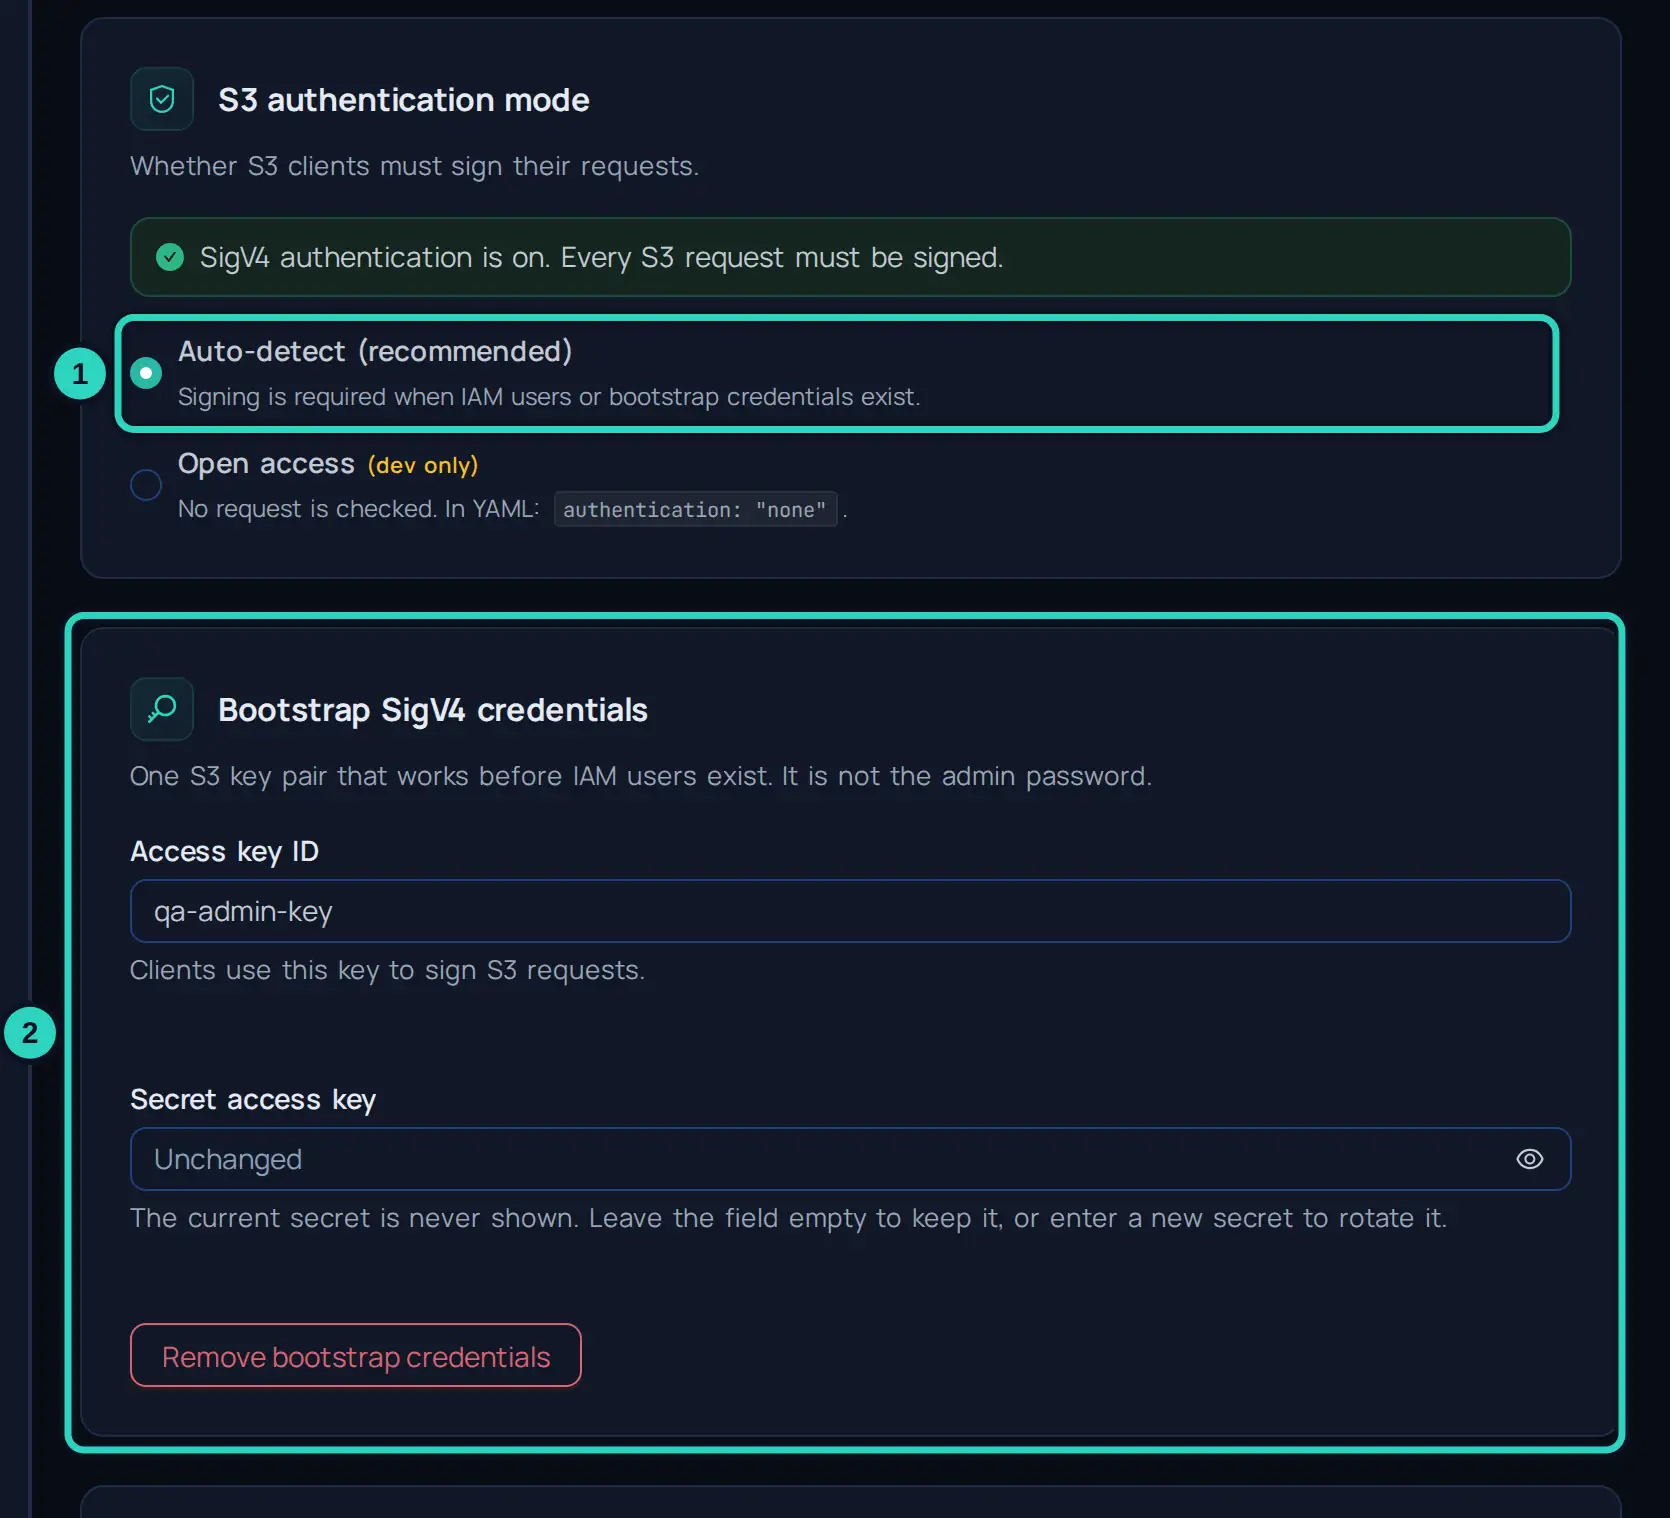 S3 authentication mode
Whether S3 clients must sign their requests.
SigV4 authentication is on. Every S3 request must be signed.
1
Auto-detect (recommended)
Signing is required when IAM users or bootstrap credentials exist.
Open access (dev only)
No request is checked. In YAML: authentication: "none" .
2
Bootstrap SigV4 credentials
One S3 key pair that works before IAM users exist. It is not the admin password.
Access key ID
qa-admin-key
Clients use this key to sign S3 requests.
Secret access key
Unchanged
The current secret is never shown. Leave the field empty to keep it, or enter a new secret to rotate it.
Remove bootstrap credentials